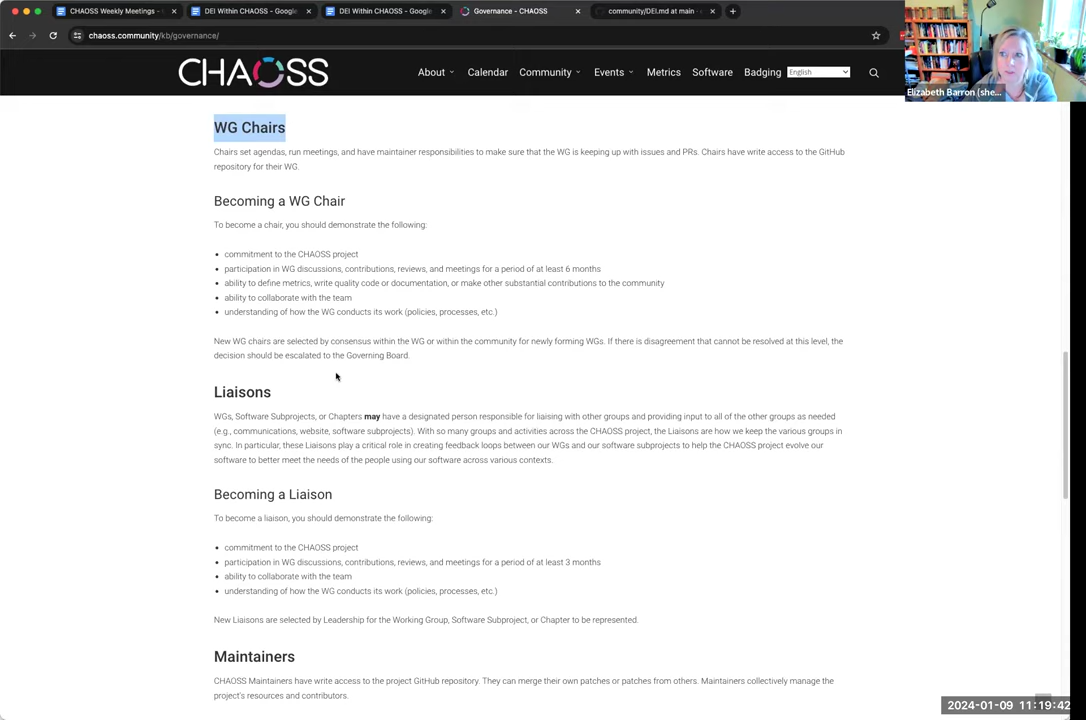 CHAOSS Weekly Meetings -
DEI Within CHAOSS - Google
DEI Within CHAOSS - Google
Governance - CHAOSS
community/DEI.md at main -
chaoss.community/kb/governance/
CHAOSS
About
Calendar
Community
Events
Metrics
Software
Badging
English
Elizabeth Barron (she...
WG Chairs
Chairs set agendas, run meetings, and have maintainer responsibilities to make sure that the WG is keeping up with issues and PRs. Chairs have write access to the GitHub
repository for their WG.
Becoming a WG Chair
To become a chair, you should demonstrate the following:
• commitment to the CHAOSS project
• participation in WG discussions, contributions, reviews, and meetings for a period of at least 6 months
• ability to define metrics, write quality code or documentation, or make other substantial contributions to the community
• ability to collaborate with the team
• understanding of how the WG conducts its work (policies, processes, etc.)
New WG chairs are selected by consensus within the WG or within the community for newly forming WGs. If there is disagreement that cannot be resolved at this level, the
decision should be escalated to the Governing Board.
Liaisons
WGs, Software Subprojects, or Chapters may have a designated person responsible for liaising with other groups and providing input to all of the other groups as needed
(e.g., communications, website, software subprojects). With so many groups and activities across the CHAOSS project, the Liaisons are how we keep the various groups in
sync. In particular, these Liaisons play a critical role in creating feedback loops between our WGs and our software subprojects to help the CHAOSS project evolve our
software to better meet the needs of the people using our software across various contexts.
Becoming a Liaison
To become a liaison, you should demonstrate the following:
• commitment to the CHAOSS project
• participation in WG discussions, contributions, reviews, and meetings for a period of at least 3 months
• ability to collaborate with the team
• understanding of how the WG conducts its work (policies, processes, etc.)
New Liaisons are selected by Leadership for the Working Group, Software Subproject, or Chapter to be represented.
Maintainers
CHAOSS Maintainers have write access to the project GitHub repository. They can merge their own patches or patches from others. Maintainers collectively manage the
project's resources and contributors.
2024-01-09 11:19:42